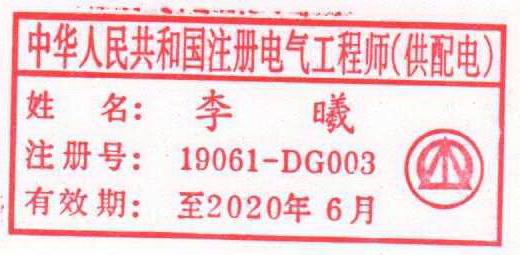 中华人民共和国注册电气工程师(供配电)
姓 名: 李 曦
注册号: 19061-DG003
有效期: 至2020年6月